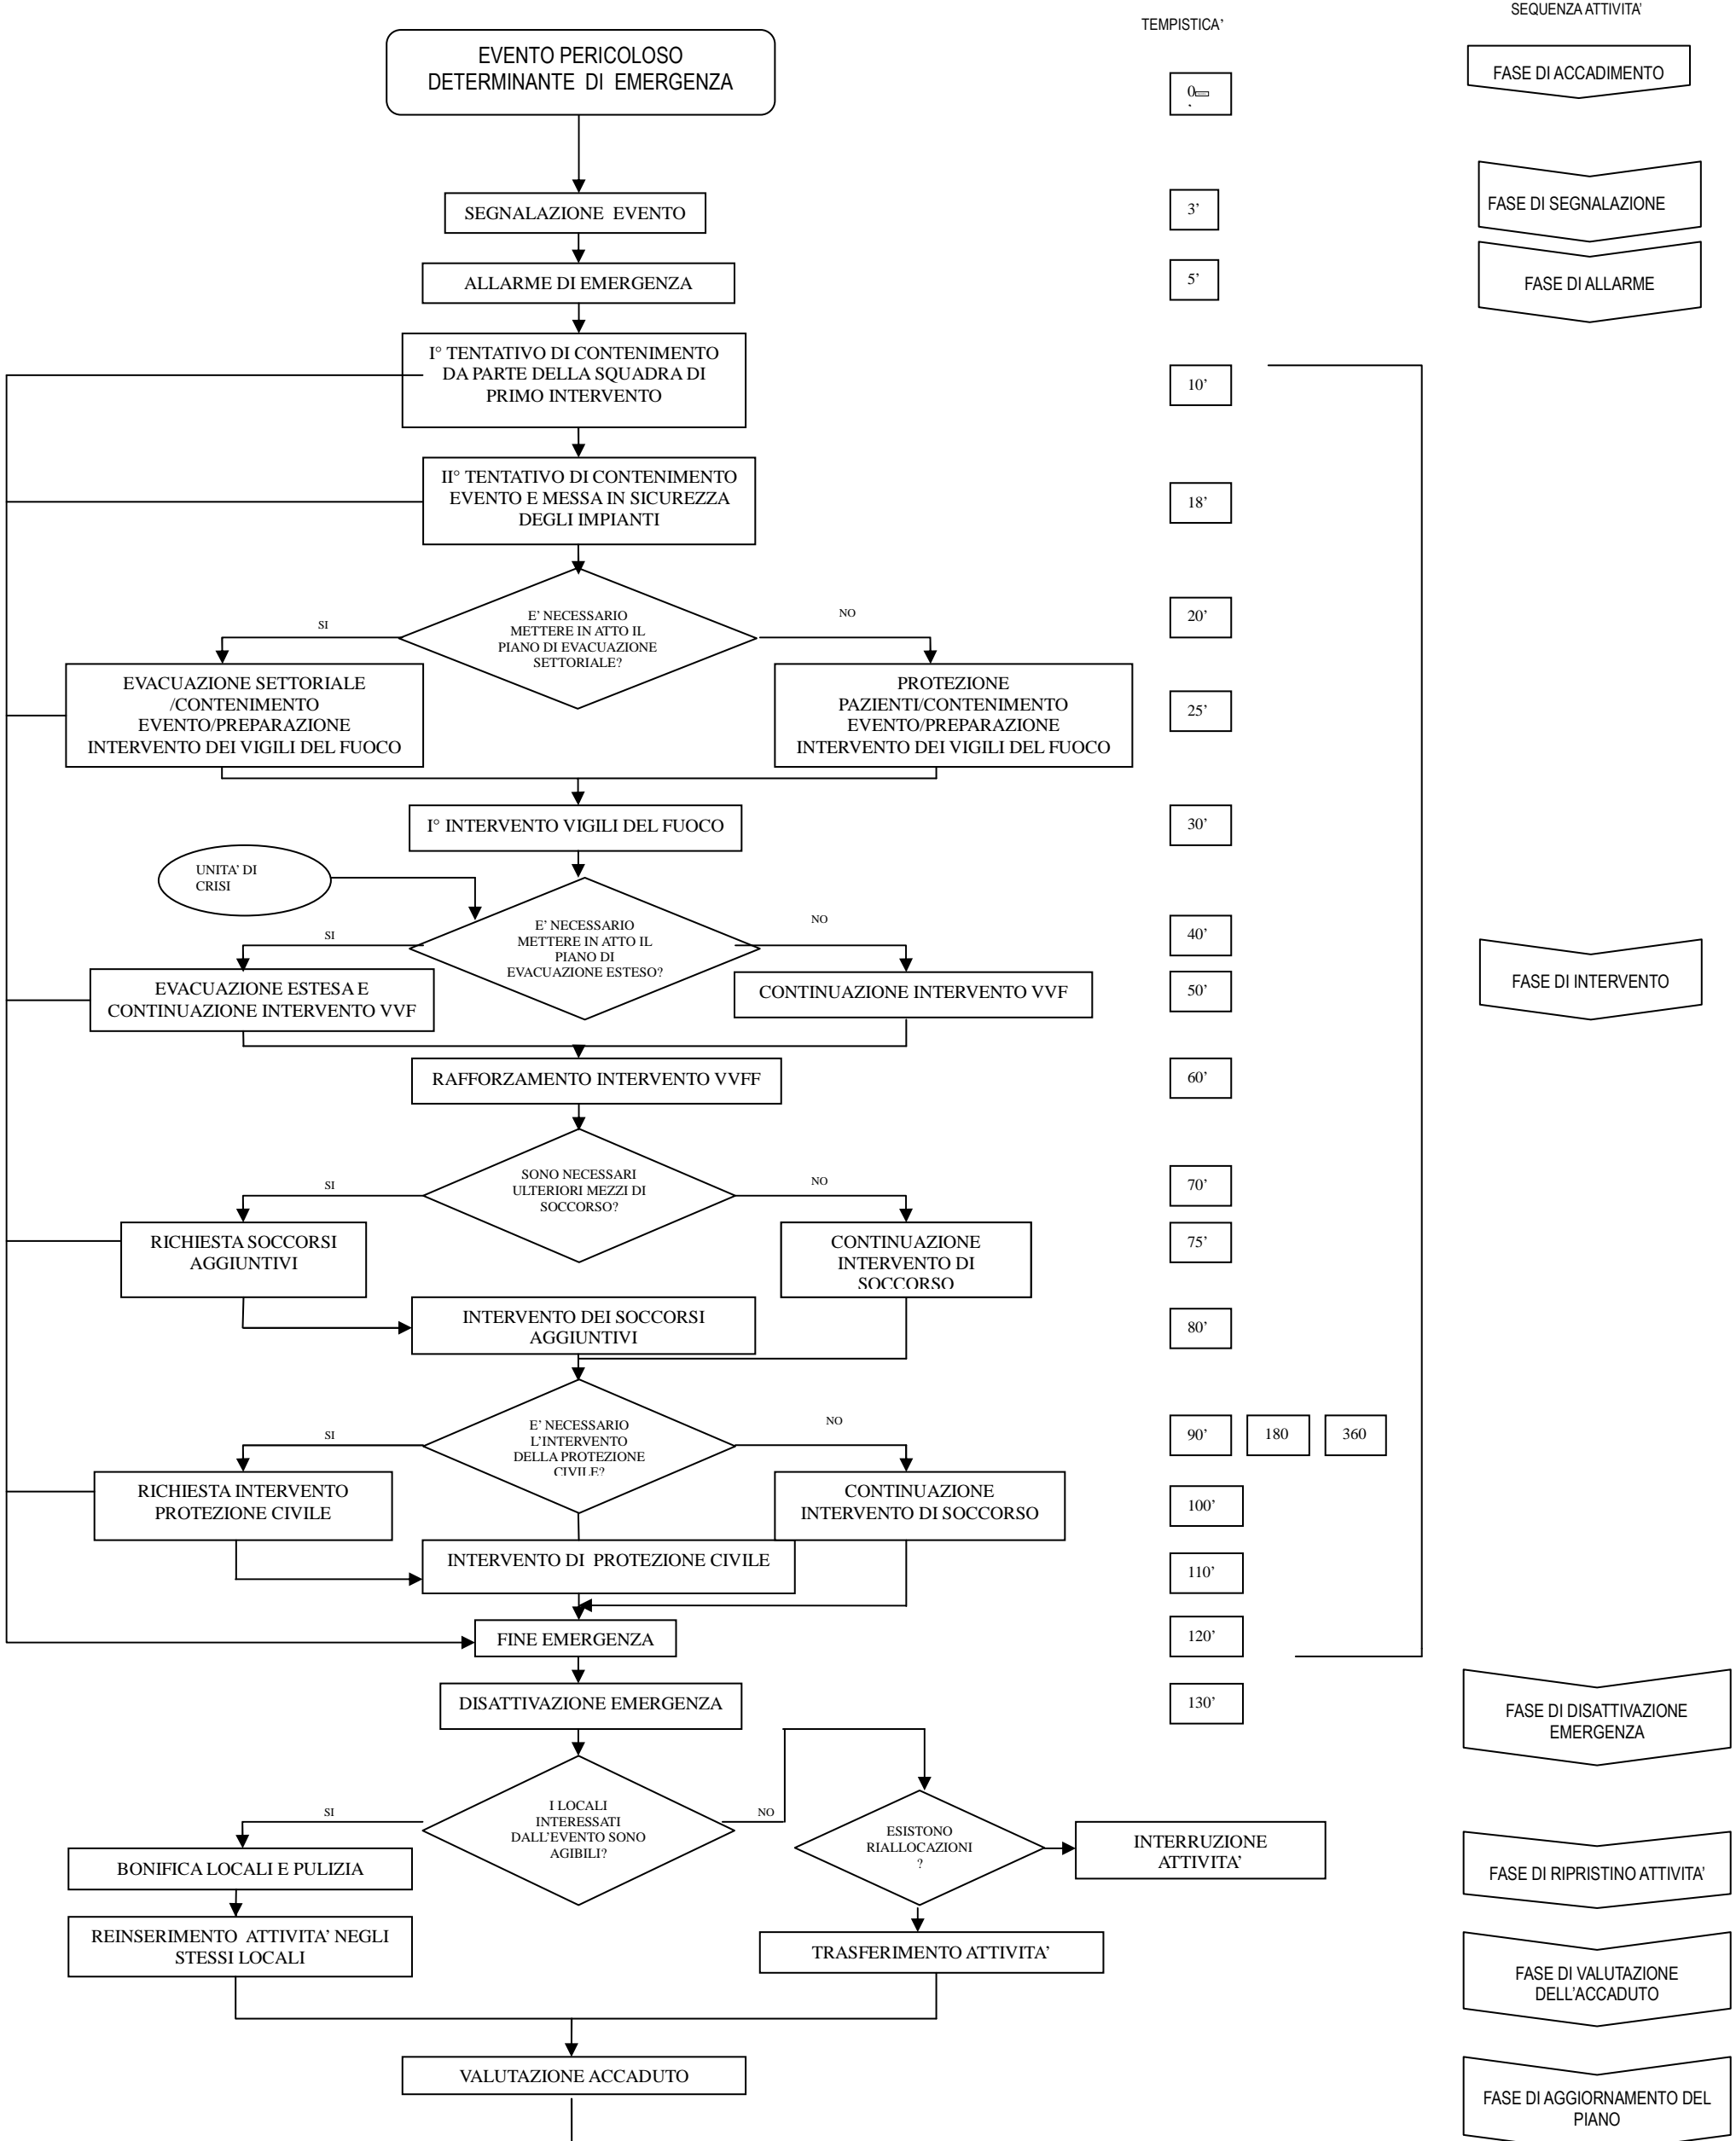 SEQUENZA ATTIVITA'
TEMPISTICA'
EVENTO PERICOLOSO
DETERMINANTE DI EMERGENZA
0
'
FASE DI ACCADIMENTO
SEGNALAZIONE EVENTO
3'
FASE DI SEGNALAZIONE
ALLARME DI EMERGENZA
5'
FASE DI ALLARME
I° TENTATIVO DI CONTENIMENTO
DA PARTE DELLA SQUADRA DI
PRIMO INTERVENTO
10'
II° TENTATIVO DI CONTENIMENTO
EVENTO E MESSA IN SICUREZZA
DEGLI IMPIANTI
18'
E' NECESSARIO
METTERE IN ATTO IL
PIANO DI EVACUAZIONE
SETTORIALE?
SI
NO
20'
EVACUAZIONE SETTORIALE
/CONTENIMENTO
EVENTO/PREPARAZIONE
INTERVENTO DEI VIGILI DEL FUOCO
PROTEZIONE
PAZIENTI/CONTENIMENTO
EVENTO/PREPARAZIONE
INTERVENTO DEI VIGILI DEL FUOCO
25'
I° INTERVENTO VIGILI DEL FUOCO
30'
UNITA' DI
CRISI
E' NECESSARIO
METTERE IN ATTO IL
PIANO DI
EVACUAZIONE ESTESO?
SI
NO
40'
EVACUAZIONE ESTESA E
CONTINUAZIONE INTERVENTO VVF
CONTINUAZIONE INTERVENTO VVF
50'
FASE DI INTERVENTO
RAFFORZAMENTO INTERVENTO VVFF
60'
SONO NECESSARI
ULTERIORI MEZZI DI
SOCCORSO?
SI
NO
70'
RICHIESTA SOCCORSI
AGGIUNTIVI
CONTINUAZIONE
INTERVENTO DI
SOCCORSO
75'
INTERVENTO DEI SOCCORSI
AGGIUNTIVI
80'
E' NECESSARIO
L'INTERVENTO
DELLA PROTEZIONE
CIVILE?
SI
NO
90'
180
360
RICHIESTA INTERVENTO
PROTEZIONE CIVILE
CONTINUAZIONE
INTERVENTO DI SOCCORSO
100'
INTERVENTO DI PROTEZIONE CIVILE
110'
FINE EMERGENZA
120'
DISATTIVAZIONE EMERGENZA
130'
FASE DI DISATTIVAZIONE
EMERGENZA
I LOCALI
INTERESSATI
DALL'EVENTO SONO
AGIBILI?
SI
NO
ESISTONO
RIALLOCAZIONI
?
INTERRUZIONE
ATTIVITA'
BONIFICA LOCALI E PULIZIA
FASE DI RIPRISTINO ATTIVITA'
REINSERIMENTO ATTIVITA' NEGLI
STESSI LOCALI
TRASFERIMENTO ATTIVITA'
FASE DI VALUTAZIONE
DELL'ACCADUTO
VALUTAZIONE ACCADUTO
FASE DI AGGIORNAMENTO DEL
PIANO